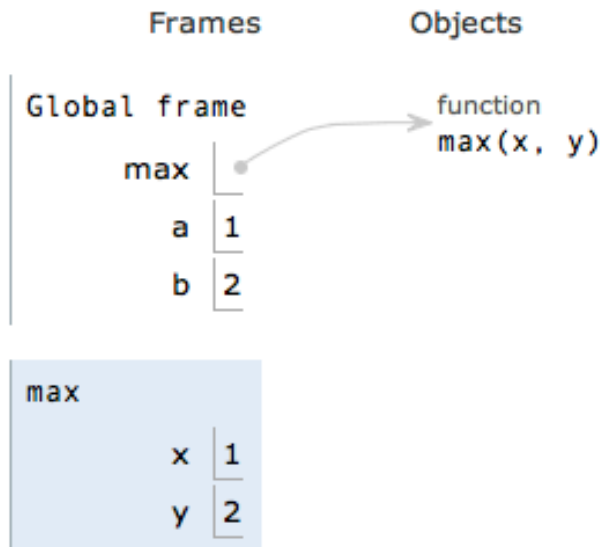 Frames Objects
Global frame
function
max(x, y)
max
a 1
b 2
max
x 1
y 2